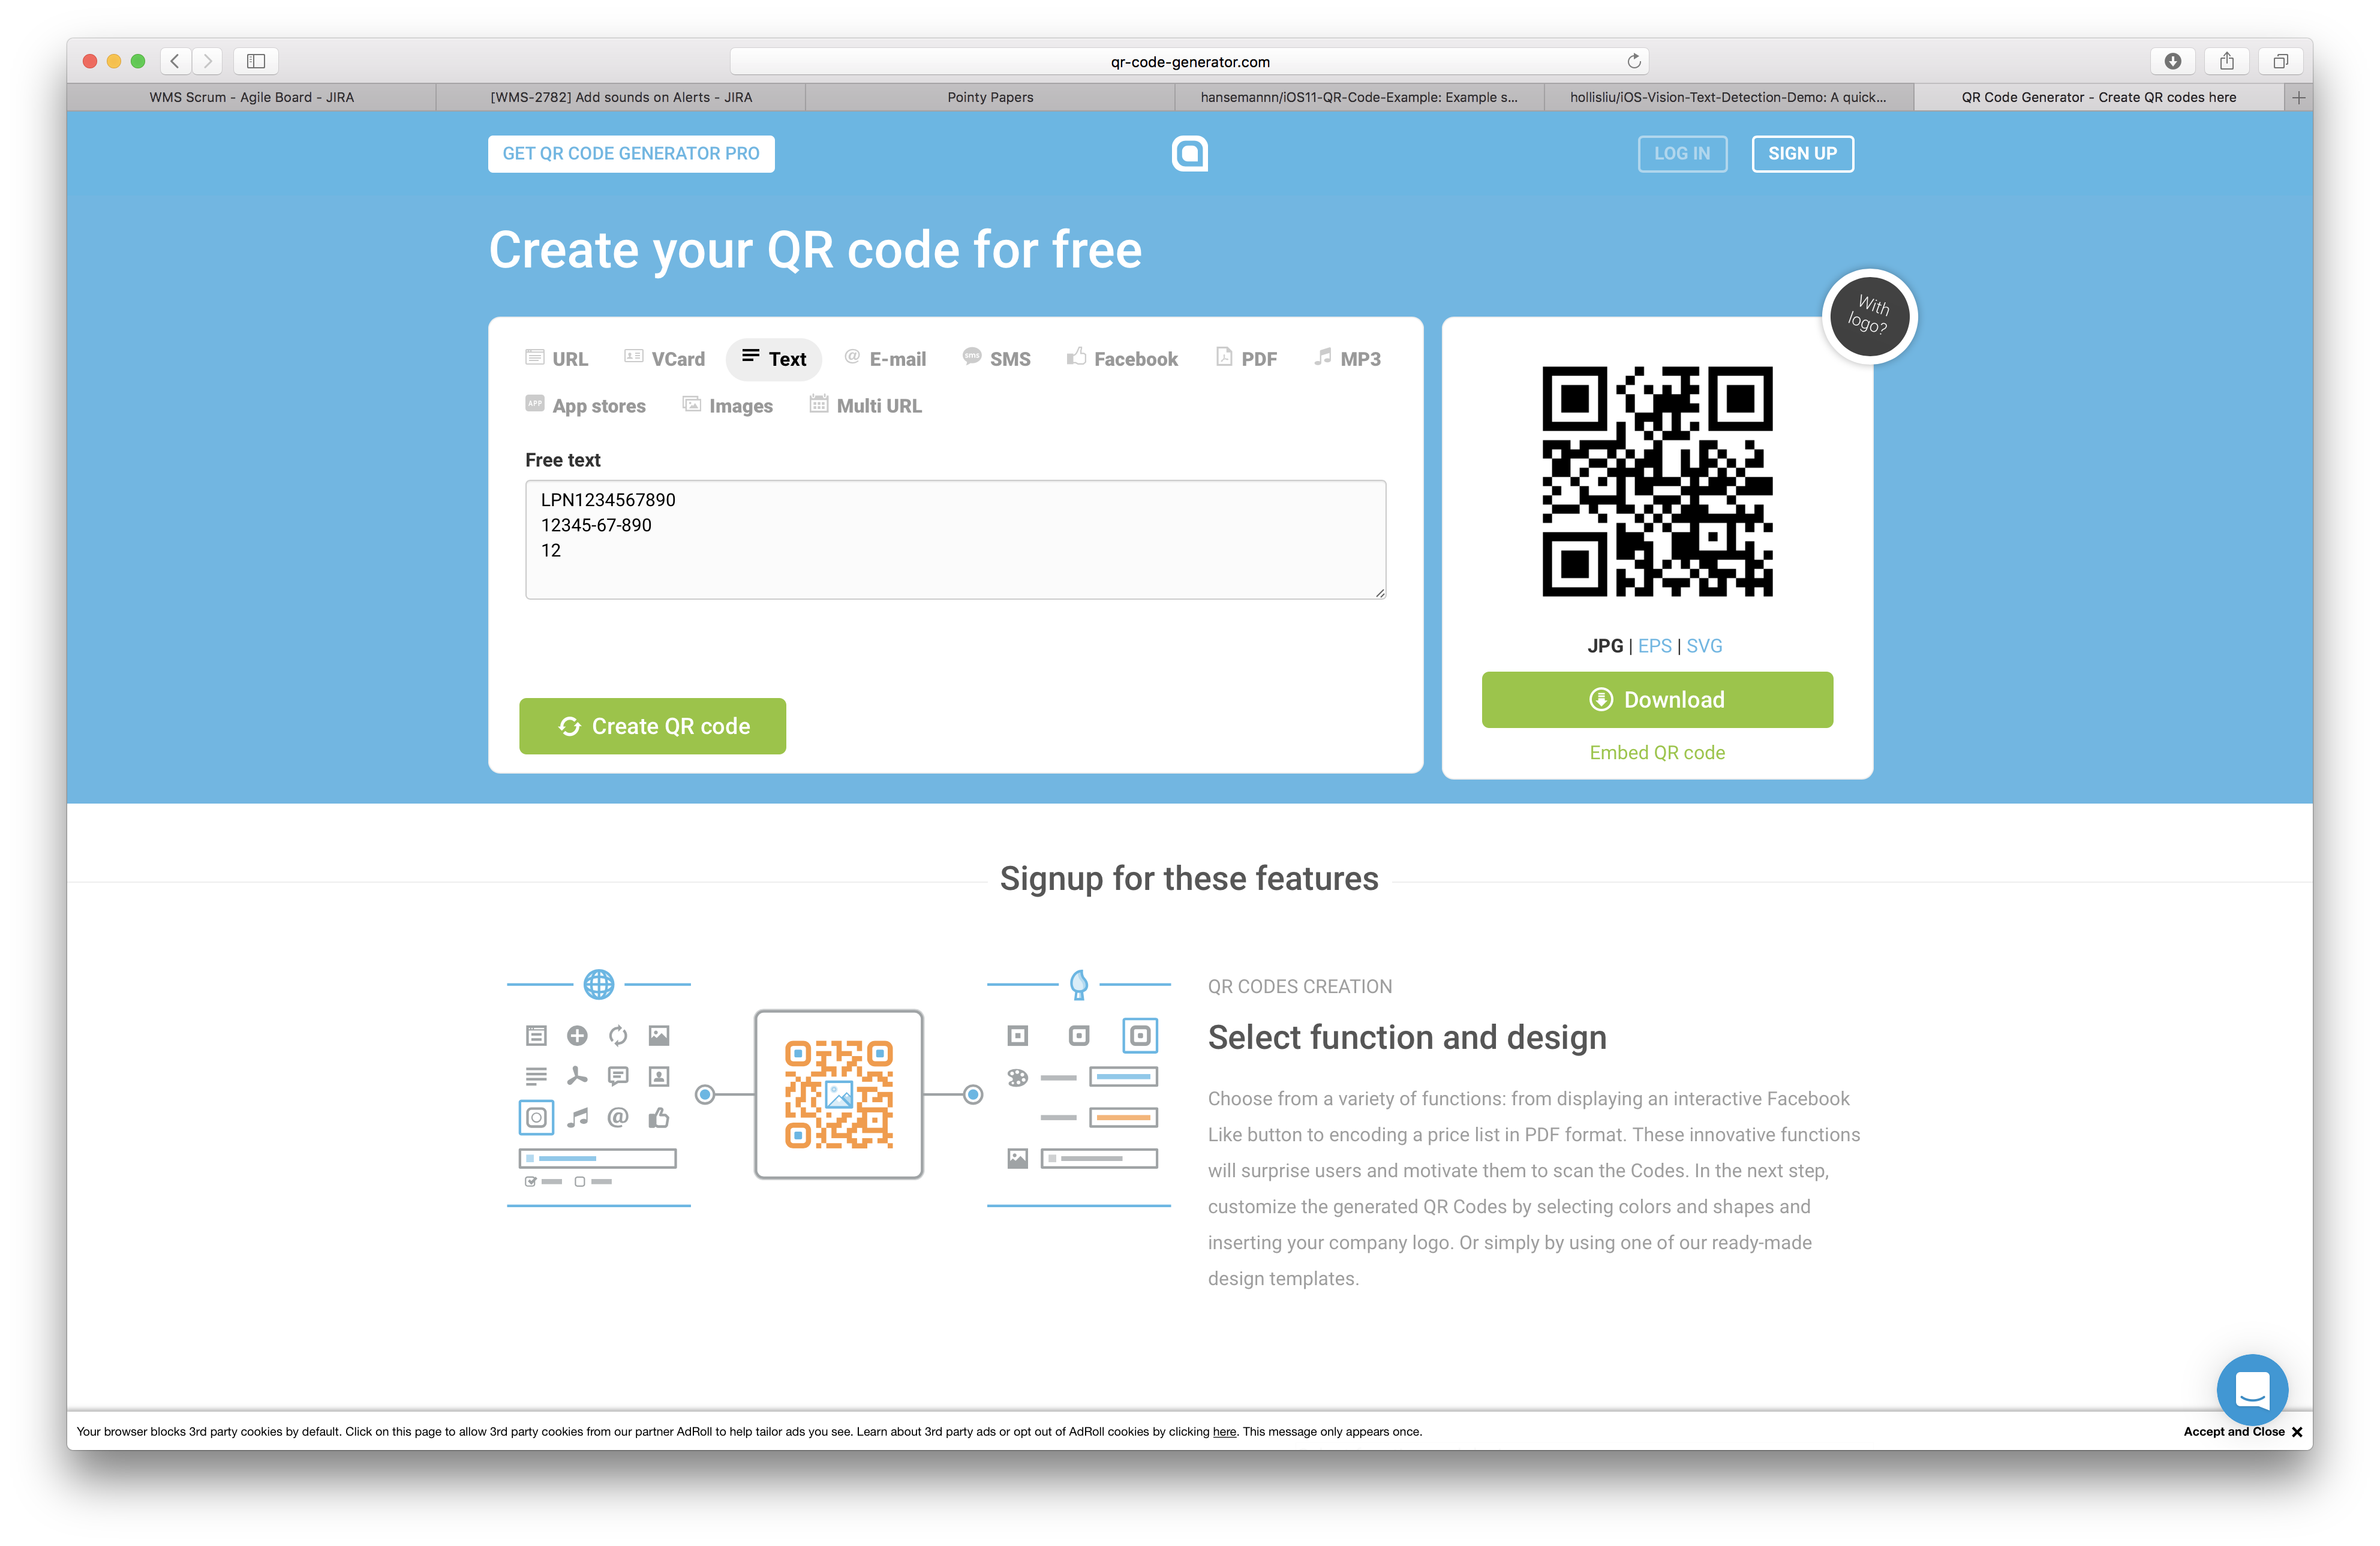 qr-code-generator.com
WMS Scrum - Agile Board - JIRA
[WMS-2782] Add sounds on Alerts - JIRA
Pointy Papers
hansemannn/iOS11-QR-Code-Example: Example s...
hollisliu/iOS-Vision-Text-Detection-Demo: A quick...
QR Code Generator - Create QR codes here
GET QR CODE GENERATOR PRO
LOG IN
SIGN UP
Create your QR code for free
With
logo?
URL
VCard
Text
E-mail
SMS
Facebook
PDF
MP3
APP App stores
Images
Multi URL
Free text
LPN1234567890
12345-67-890
12
Create QR code
JPG | EPS | SVG
Download
Embed QR code
Signup for these features
QR CODES CREATION
Select function and design
Choose from a variety of functions: from displaying an interactive Facebook
Like button to encoding a price list in PDF format. These innovative functions
will surprise users and motivate them to scan the Codes. In the next step,
customize the generated QR Codes by selecting colors and shapes and
inserting your company logo. Or simply by using one of our ready-made
design templates.
Your browser blocks 3rd party cookies by default. Click on this page to allow 3rd party cookies from our partner AdRoll to help tailor ads you see. Learn about 3rd party ads or opt out of AdRoll cookies by clicking here. This message only appears once.
Accept and Close